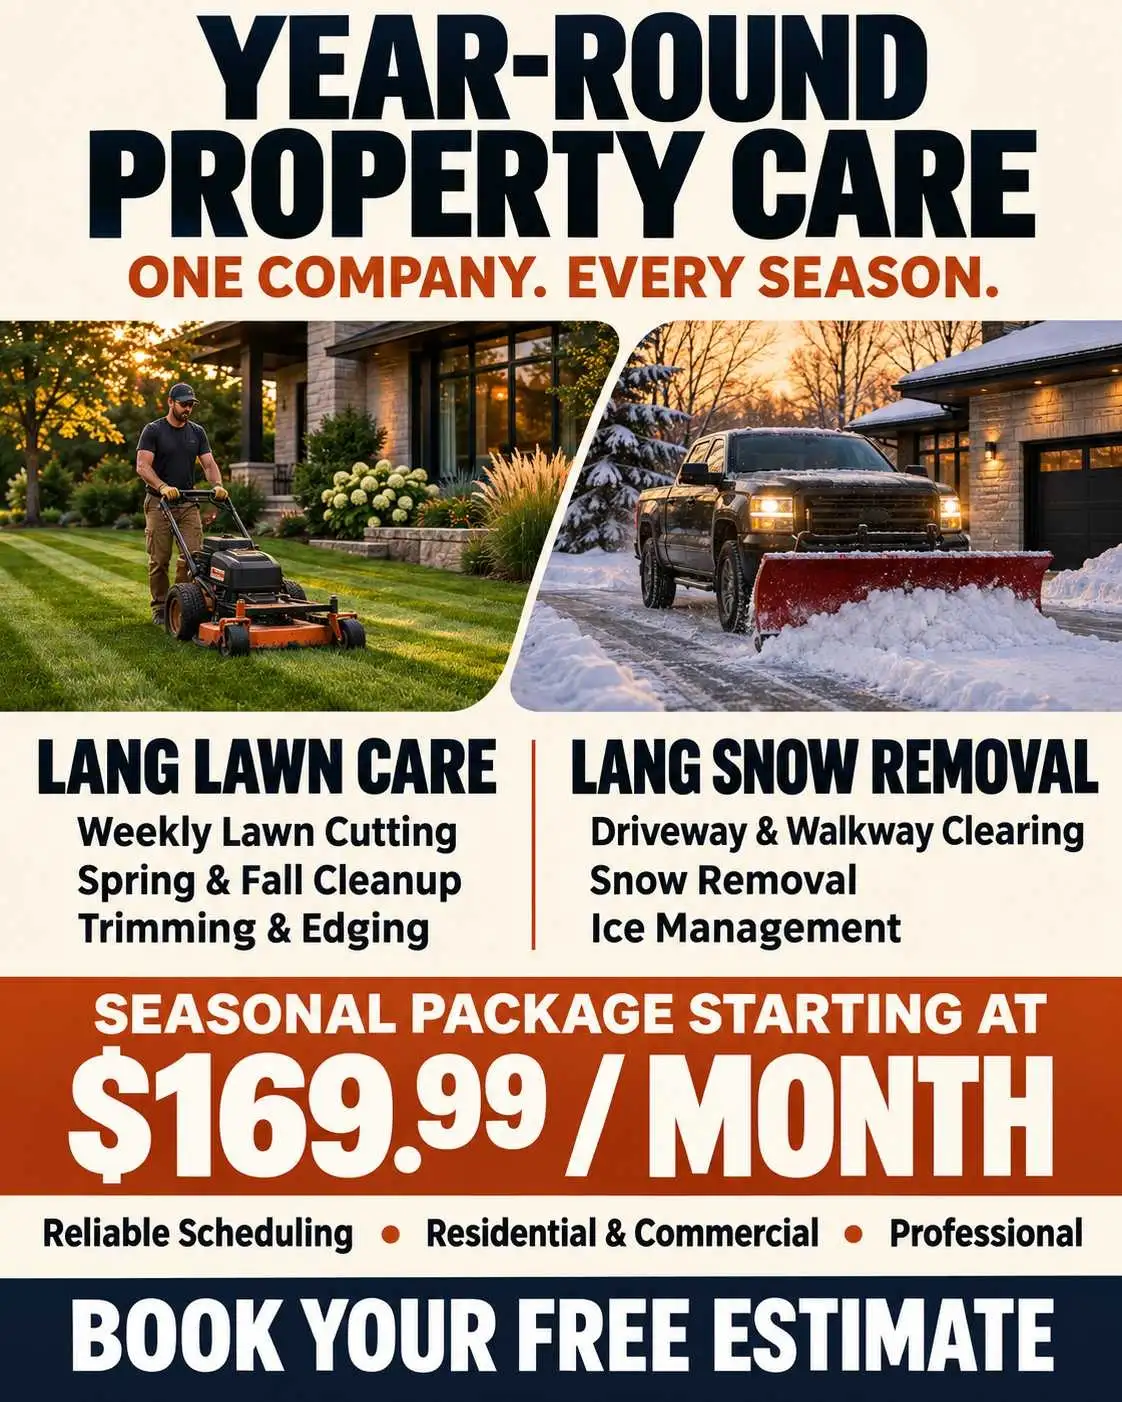 YEAR-ROUND
PROPERTY CARE
ONE COMPANY. EVERY SEASON.
LANG LAWN CARE
Weekly Lawn Cutting
Spring & Fall Cleanup
Trimming & Edging
LANG SNOW REMOVAL
Driveway & Walkway Clearing
Snow Removal
Ice Management
SEASONAL PACKAGE STARTING AT
$169.99 / MONTH
Reliable Scheduling • Residential & Commercial • Professional
BOOK YOUR FREE ESTIMATE